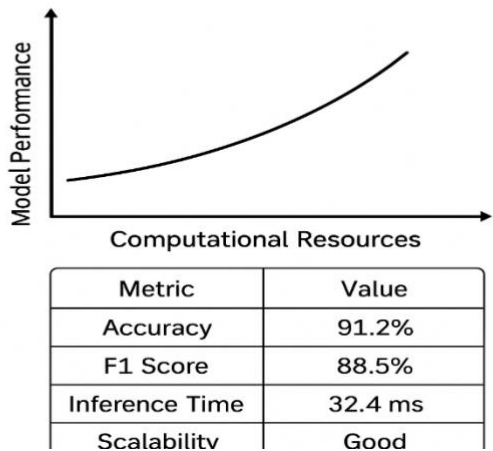 Model Performance
Computational Resources
Metric Value
Accuracy 91.2%
F1 Score 88.5%
Inference Time 32.4 ms
Scalability Good